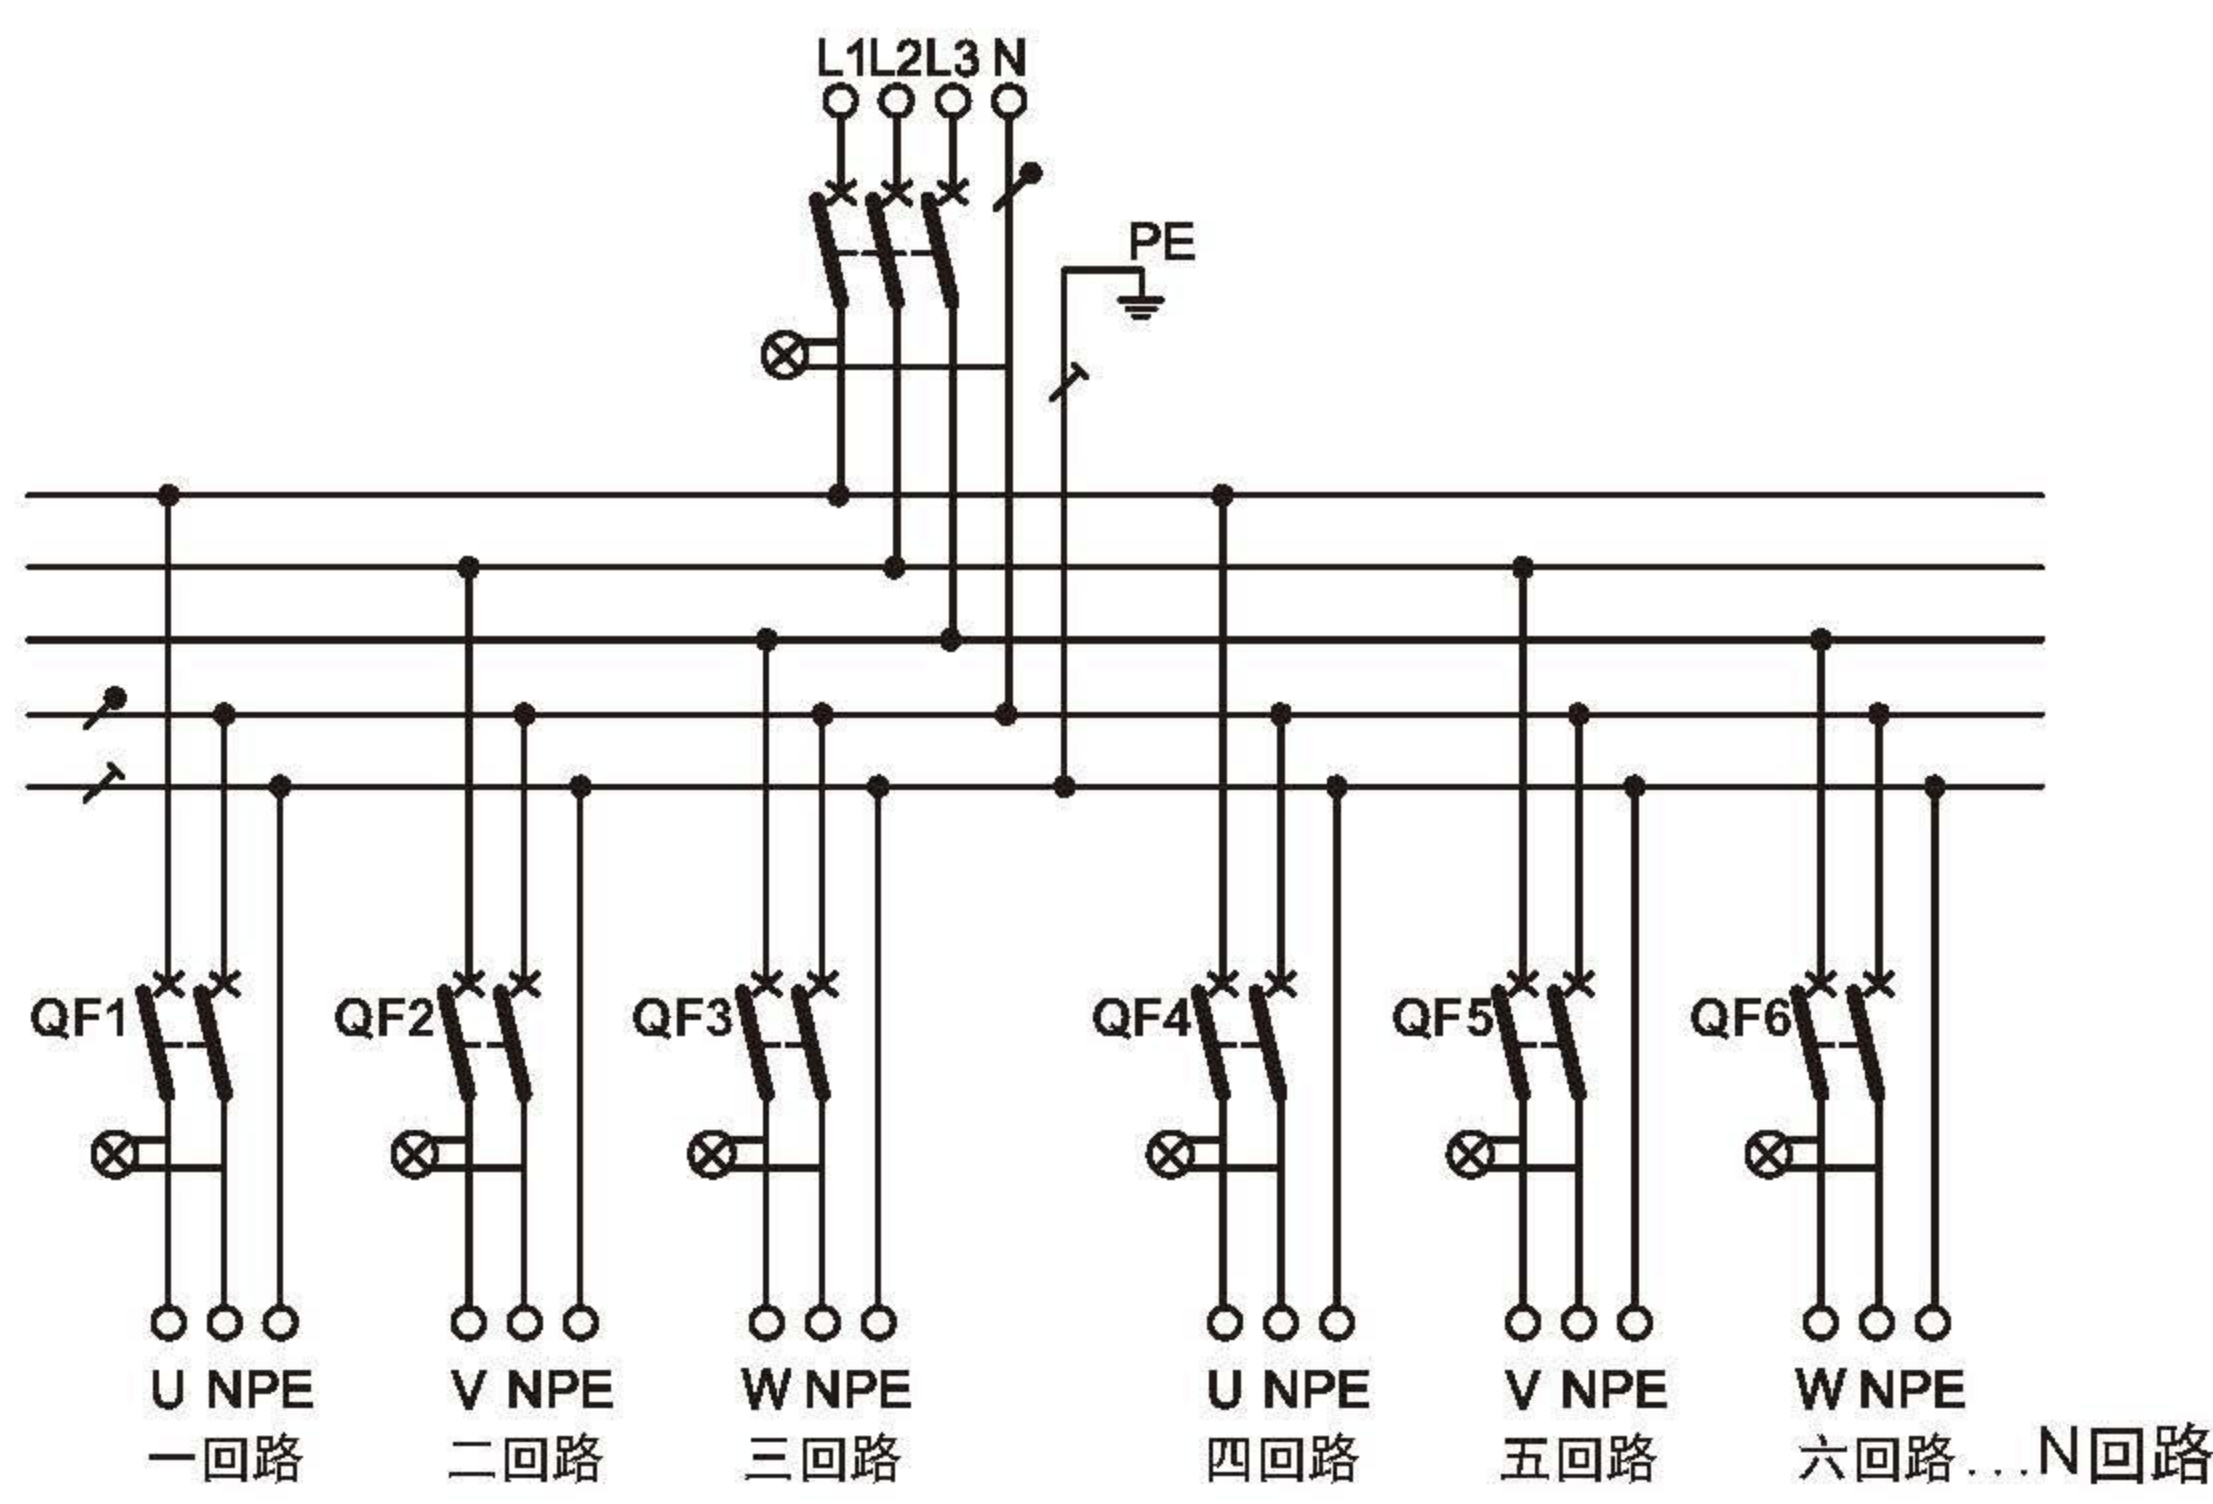 L1L2L3 N
PE
QF1 QF2 QF3 QF4 QF5 QF6
U NPE V NPE W NPE U NPE V NPE W NPE
一回路 二回路 三回路 四回路 五回路 六回路...N回路